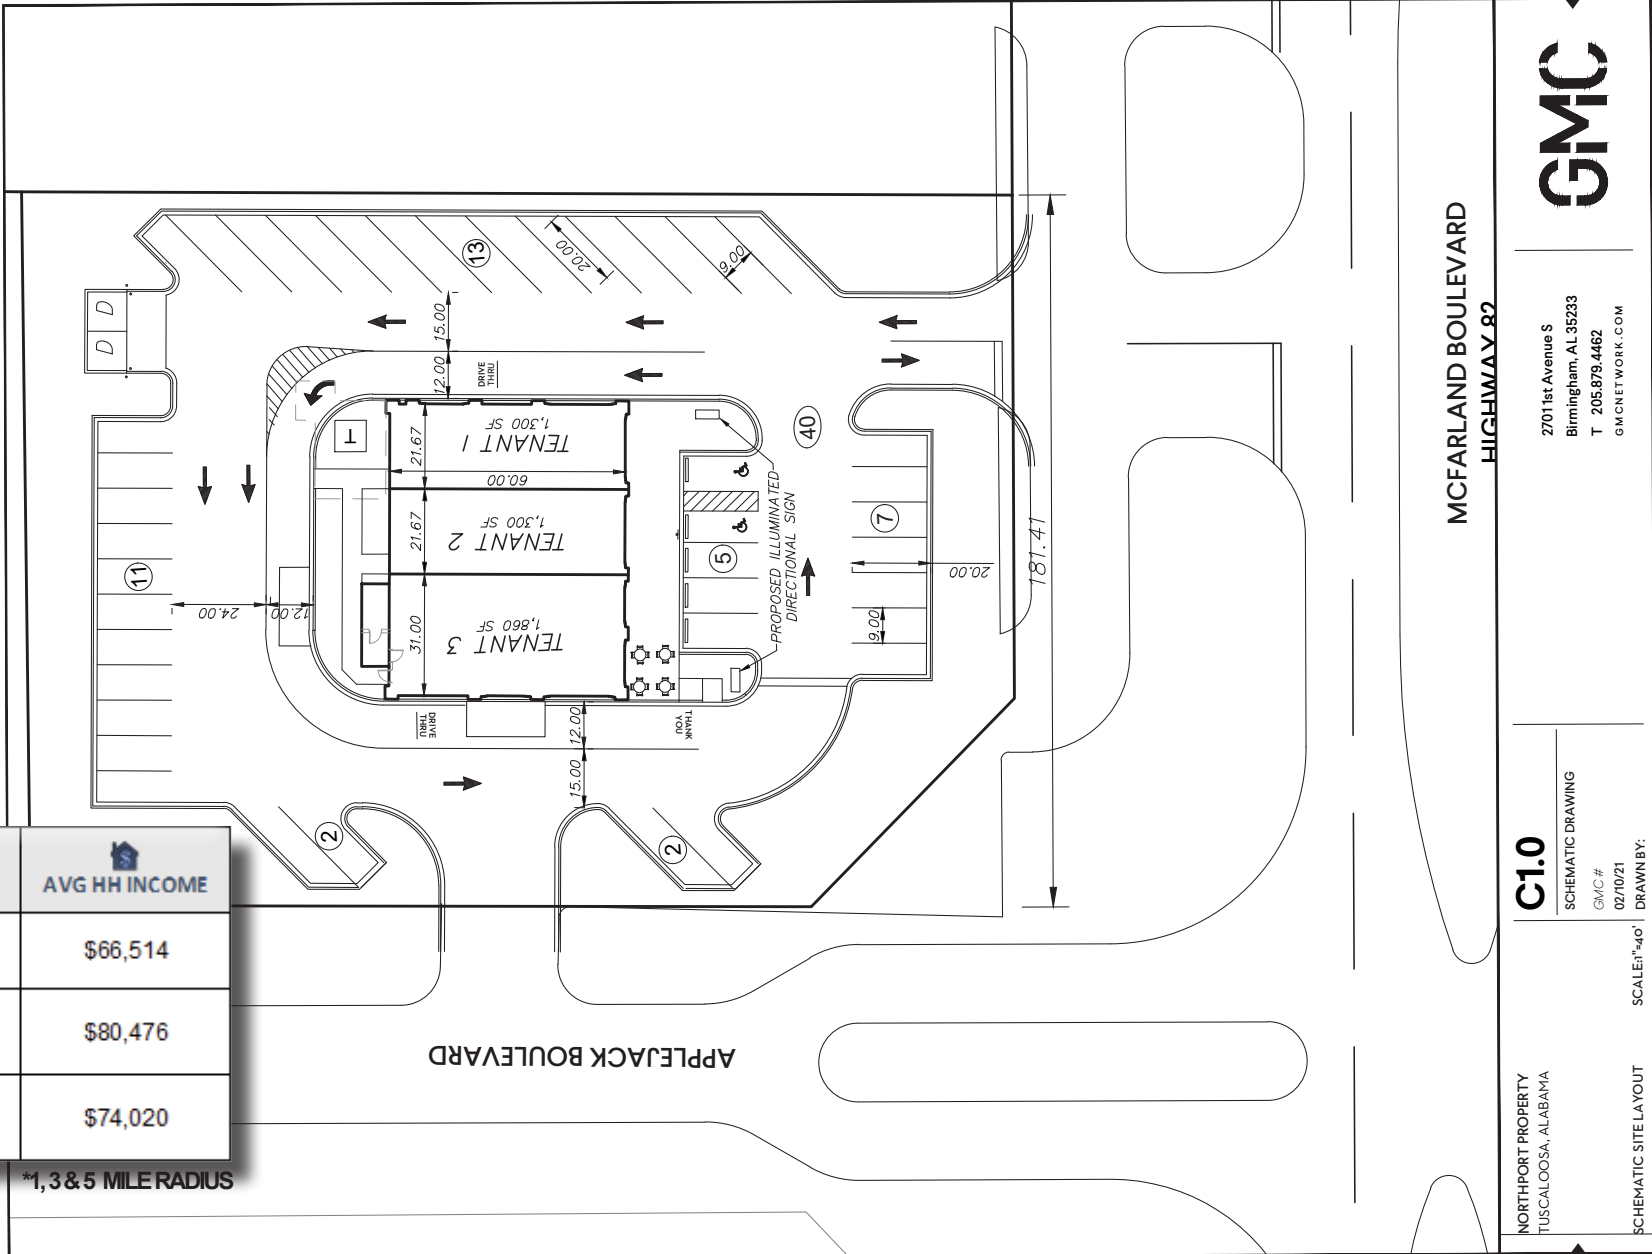 D
D
13
20.00
9.00
15.00
12.00
DRIVE
THRU
T
TENANT 1
1,300 SF
21.67
60.00
TENANT 2
1,300 SF
21.67
TENANT 3
1,860 SF
31.00
40
PROPOSED ILLUMINATED
DIRECTIONAL SIGN
5
7
20.00
9.00
181.41
11
24.00
12.00
DRIVE
THRU
THANK
YOU
12.00
15.00
2
2
APPLEJACK BOULEVARD
MCFARLAND BOULEVARD
HIGHWAY 82
AVG HH INCOME
$66,514
$80,476
$74,020
*1, 3 & 5 MILE RADIUS
GMC
2701 1st Avenue S
Birmingham, AL 35233
T 205.879.4462
GMCNETWORK.COM
C1.0
SCHEMATIC DRAWING
GMC #
02/10/21
DRAWN BY:
NORTHPORT PROPERTY
TUSCALOOSA, ALABAMA
SCHEMATIC SITE LAYOUT
SCALE:1"=40'